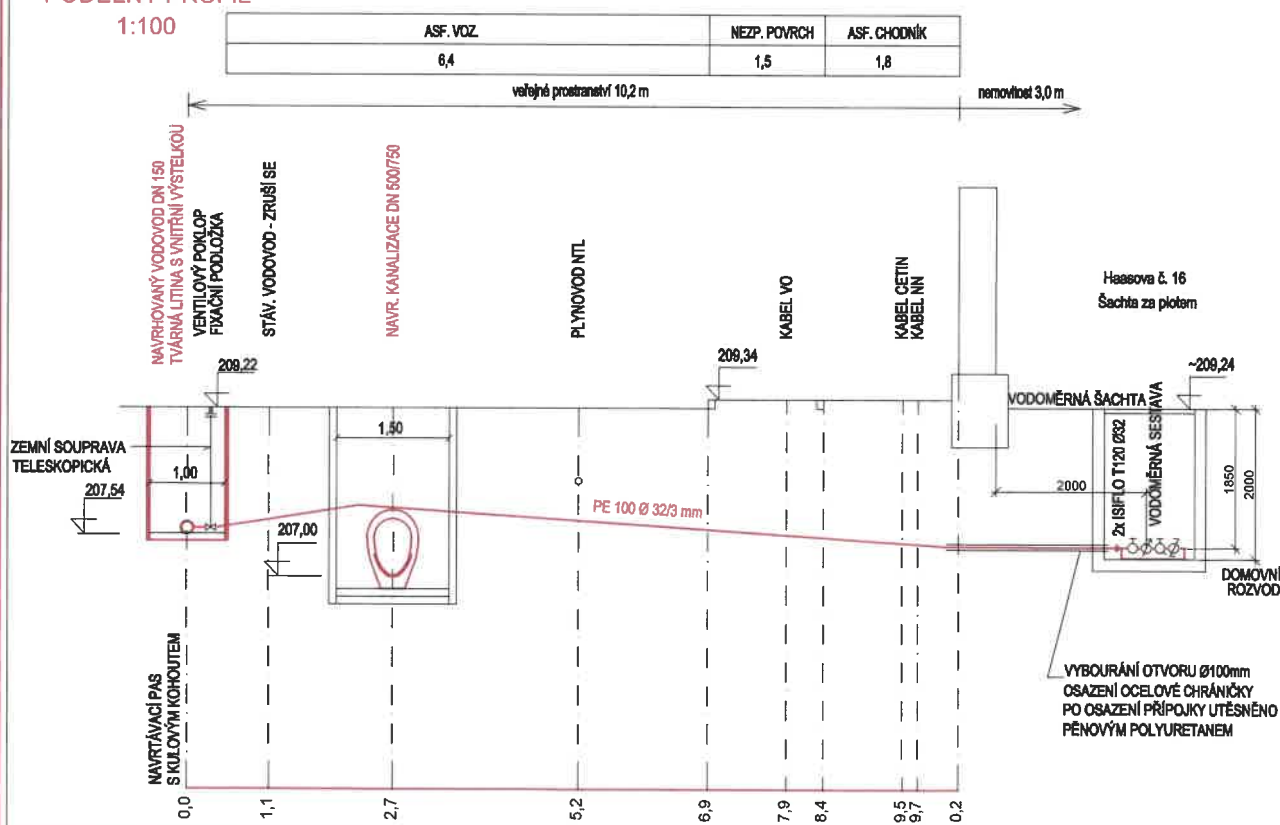 1:100
ASF. VOZ.
NEZP. POVRCH
ASF. CHODNÍK
6,4
1,5
1,8
veřejné prostranství 10,2 m
nemovitost 3,0 m
NAVRHOVANÝ VODOVOD DN 150
TVÁRNÁ LITINA S VNITŘNÍ VÝSTELKOU
VENTILOVÝ POKLOP
FIXAČNÍ PODLOŽKA
STÁV. VODOVOD - ZRUŠÍ SE
NAVR. KANALIZACE DN 500/750
PLYNOVOD NTL
KABEL VO
KABEL CETIN
KABEL NN
Haasova č. 16
Šachta za plotem
209,22
209,34
~209,24
VODOMĚRNÁ ŠACHTA
ZEMNÍ SOUPRAVA
TELESKOPICKÁ
1,00
1,50
207,54
207,00
PE 100 Ø 32/3 mm
2000
2x ISIFLO T120 Ø32
VODOMĚRNÁ SESTAVA
1850
2000
DOMOVNÍ
ROZVOD
VYBOURÁNÍ OTVORU Ø100mm
OSAZENÍ OCELOVÉ CHRÁNIČKY
PO OSAZENÍ PŘÍPOJKY UTĚSNĚNO
PĚNOVÝM POLYURETANEM
NAVRTÁVACÍ PAS
S KULOVÝM KOHOUTEM
0,0
1,1
2,7
5,2
6,9
7,9
8,4
9,5
9,7
0,2